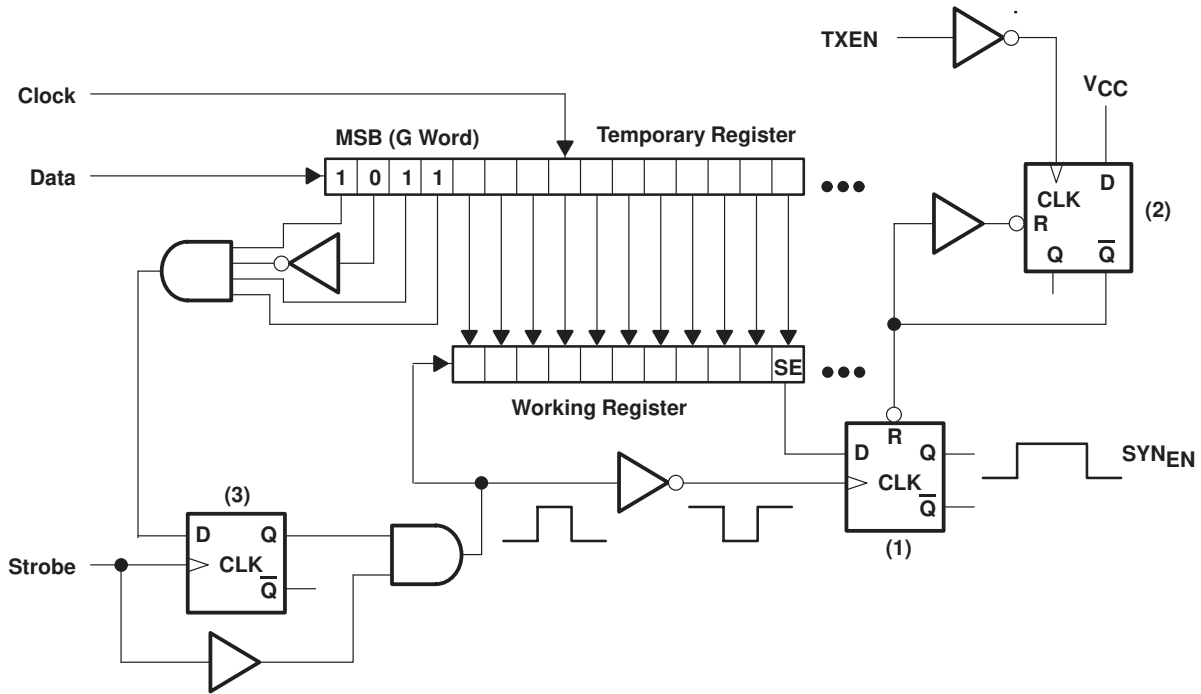 TXEN
VCC
Clock
MSB (G Word)
Temporary Register
Data
1 0 1 1
D
CLK
R
(2)
Q Q̅
SE
Working Register
R
D Q
CLK
Q̅
SYNEN
(1)
(3)
D Q
CLK
Q̅
Strobe